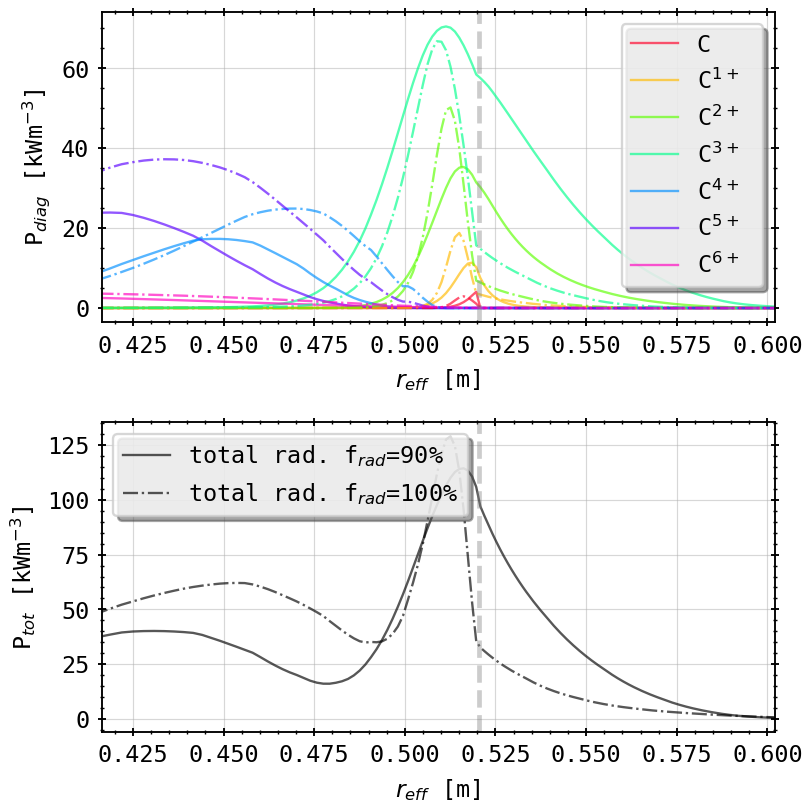 60
40
20
0
P_diag [kWm^−3]
C
C^1+
C^2+
C^3+
C^4+
C^5+
C^6+
0.425 0.450 0.475 0.500 0.525 0.550 0.575 0.600
r_eff [m]
125
100
75
50
25
0
P_tot [kWm^−3]
total rad. f_rad=90%
total rad. f_rad=100%
0.425 0.450 0.475 0.500 0.525 0.550 0.575 0.600
r_eff [m]